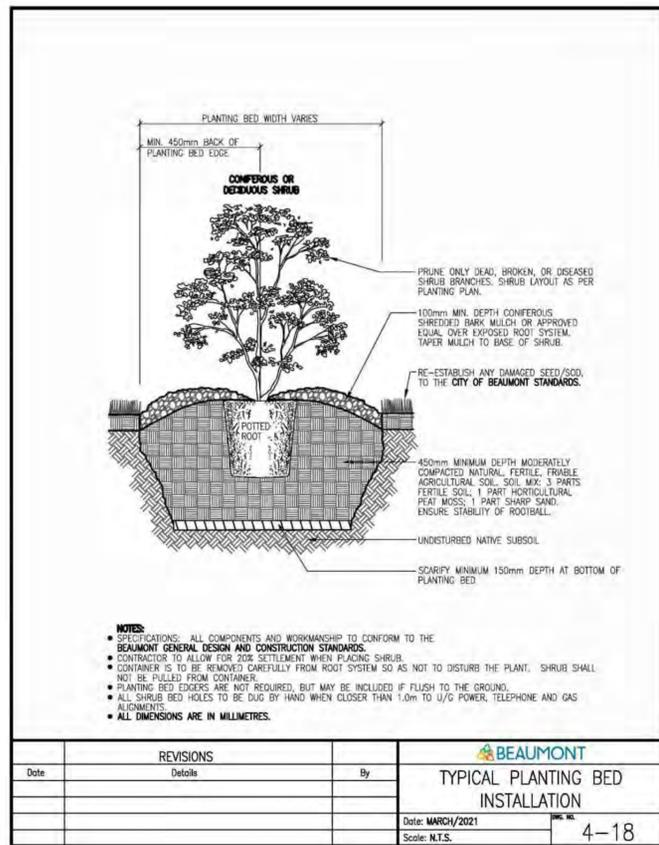 PLANTING BED WIDTH VARIES
MIN. 450mm BACK OF
PLANTING BED EDGE
CONIFEROUS OR
DECIDUOUS SHRUB
PRUNE ONLY DEAD, BROKEN, OR DISEASED
SHRUB BRANCHES. SHRUB LAYOUT AS PER
PLANTING PLAN.
100mm MIN. DEPTH CONIFEROUS
SHREDDED BARK MULCH OR APPROVED
EQUAL OVER EXPOSED ROOT SYSTEM.
TAPER MULCH TO BASE OF SHRUB.
RE-ESTABLISH ANY DAMAGED SEED/SOD,
TO THE CITY OF BEAUMONT STANDARDS.
POTTED
ROOT
450mm MINIMUM DEPTH MODERATELY
COMPACTED NATURAL, FERTILE, FRIABLE
AGRICULTURAL SOIL. SOIL MIX: 3 PARTS
FERTILE SOIL; 1 PART HORTICULTURAL
PEAT MOSS; 1 PART SHARP SAND.
ENSURE STABILITY OF ROOTBALL.
UNDISTURBED NATIVE SUBSOIL
SCARIFY MINIMUM 150mm DEPTH AT BOTTOM OF
PLANTING BED
NOTES:
• SPECIFICATIONS: ALL COMPONENTS AND WORKMANSHIP TO CONFORM TO THE
BEAUMONT GENERAL DESIGN AND CONSTRUCTION STANDARDS.
• CONTRACTOR TO ALLOW FOR 20% SETTLEMENT WHEN PLACING SHRUB.
• CONTAINER IS TO BE REMOVED CAREFULLY FROM ROOT SYSTEM SO AS NOT TO DISTURB THE PLANT. SHRUB SHALL
NOT BE PULLED FROM CONTAINER.
• PLANTING BED EDGERS ARE NOT REQUIRED, BUT MAY BE INCLUDED IF FLUSH TO THE GROUND.
• ALL SHRUB BED HOLES TO BE DUG BY HAND WHEN CLOSER THAN 1.0m TO U/G POWER, TELEPHONE AND GAS
ALIGNMENTS.
• ALL DIMENSIONS ARE IN MILLIMETRES.
REVISIONS
Date Details By
BEAUMONT
TYPICAL PLANTING BED
INSTALLATION
Date: MARCH/2021
Scale: N.T.S.
DWG. NO.
4-18